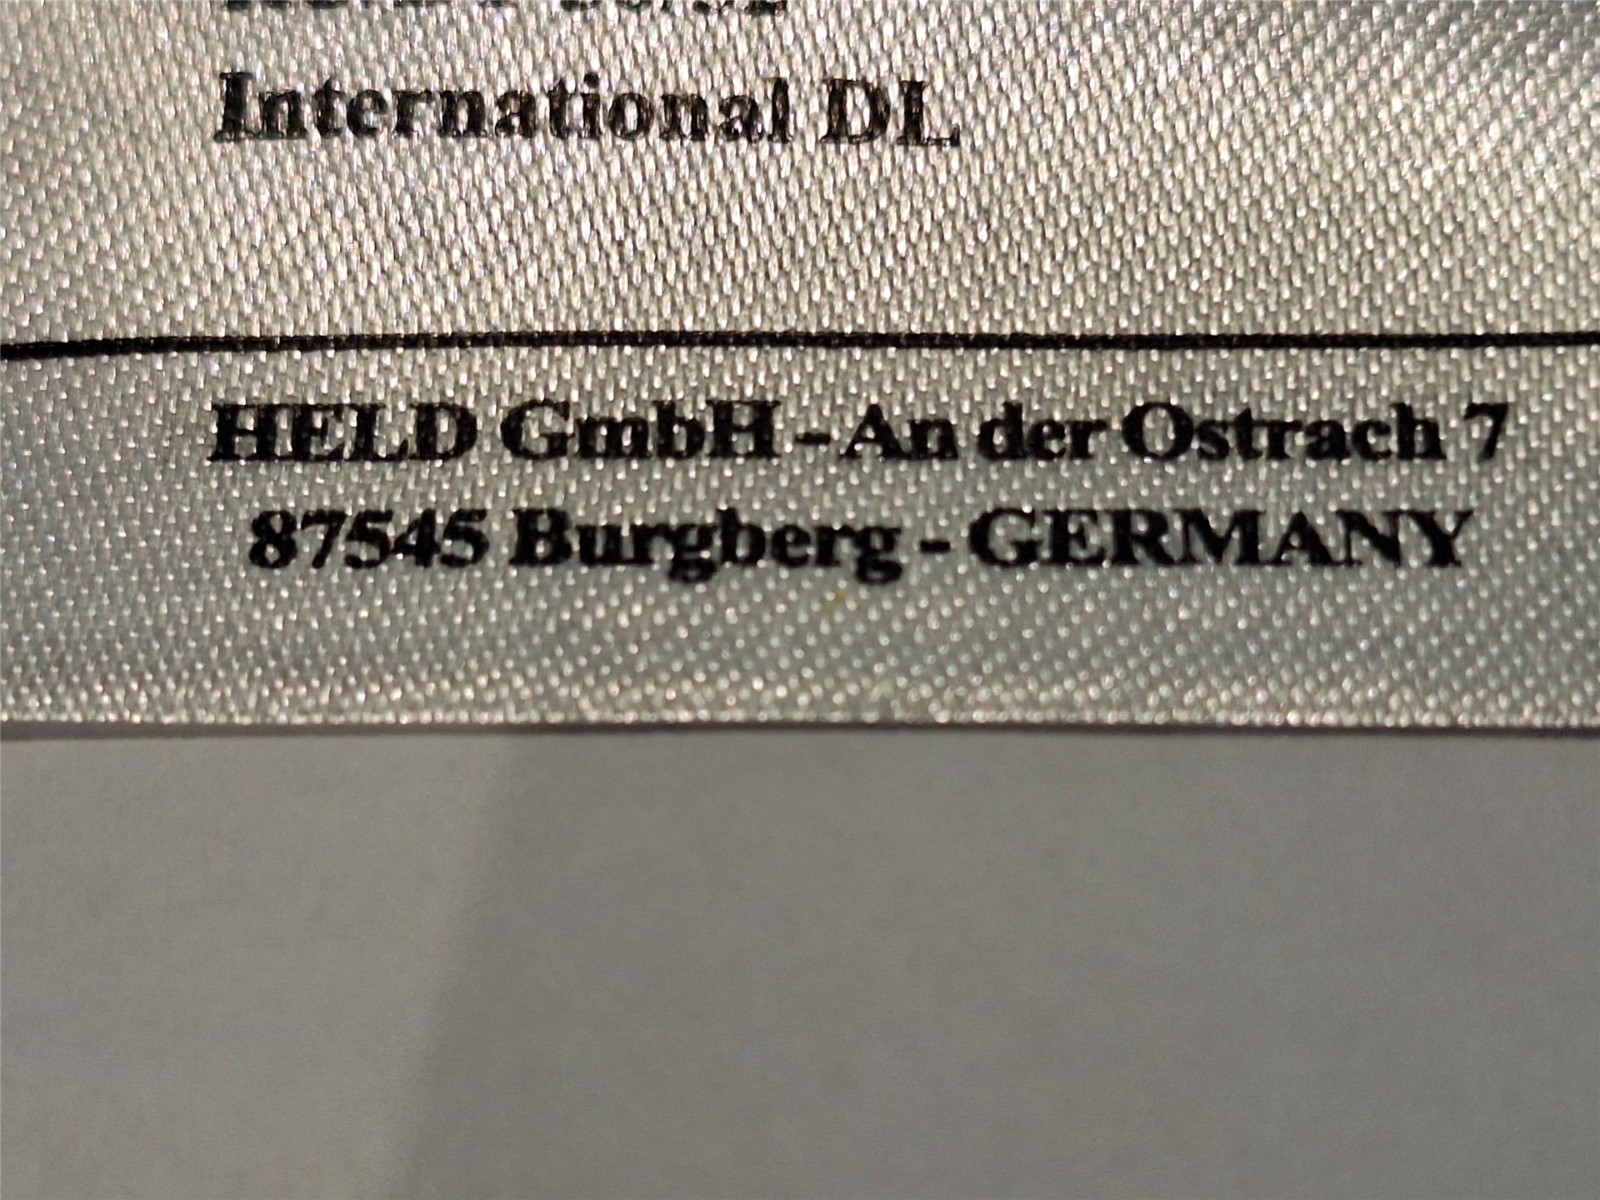 International DL
HELD GmbH - An der Ostrach 7
87545 Burgberg - GERMANY